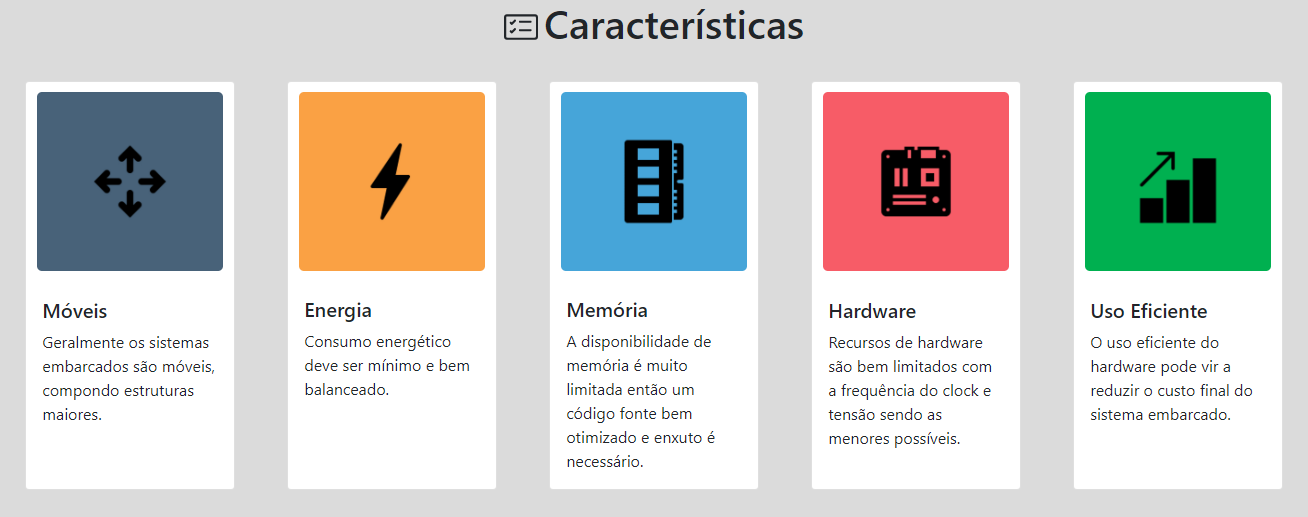 Características
Móveis
Geralmente os sistemas
embarcados são móveis,
compondo estruturas
maiores.
Energia
Consumo energético
deve ser mínimo e bem
balanceado.
Memória
A disponibilidade de
memória é muito
limitada então um
código fonte bem
otimizado e enxuto é
necessário.
Hardware
Recursos de hardware
são bem limitados com
a frequência do clock e
tensão sendo as
menores possíveis.
Uso Eficiente
O uso eficiente do
hardware pode vir a
reduzir o custo final do
sistema embarcado.